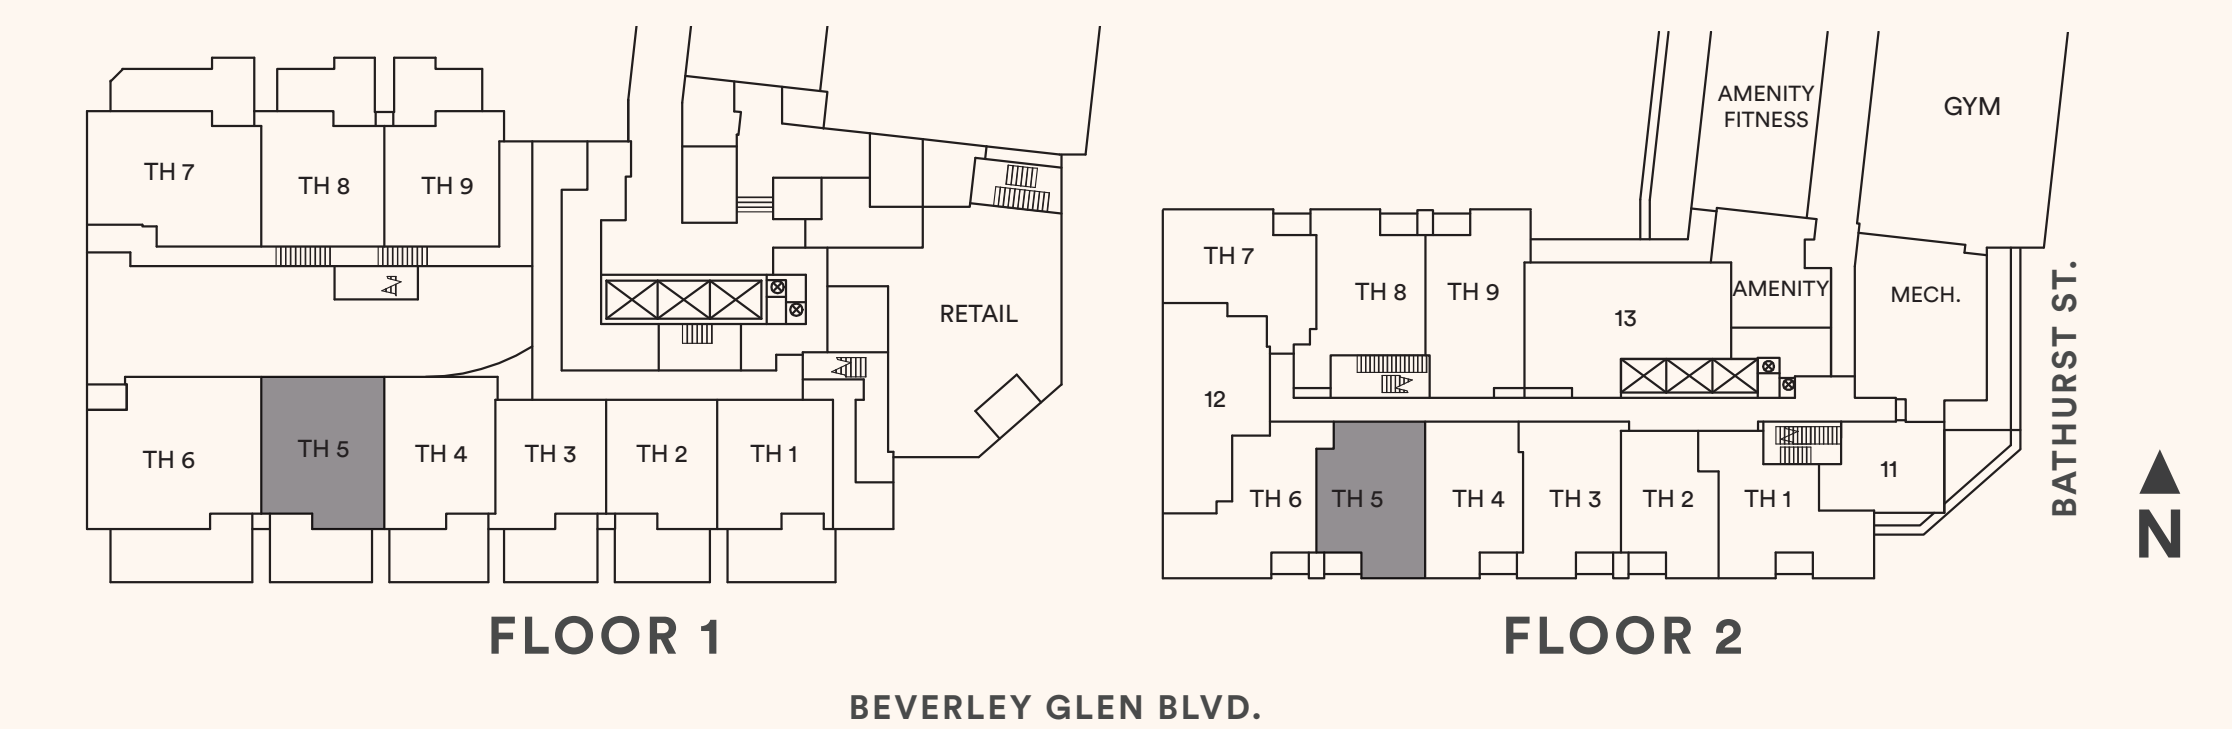 TH 7
TH 8
TH 9
RETAIL
TH 6
TH 5
TH 4
TH 3
TH 2
TH 1
FLOOR 1
AMENITY
FITNESS
GYM
TH 7
TH 8
TH 9
13
AMENITY
MECH.
12
11
TH 6
TH 5
TH 4
TH 3
TH 2
TH 1
FLOOR 2
BATHURST ST.
N
BEVERLEY GLEN BLVD.